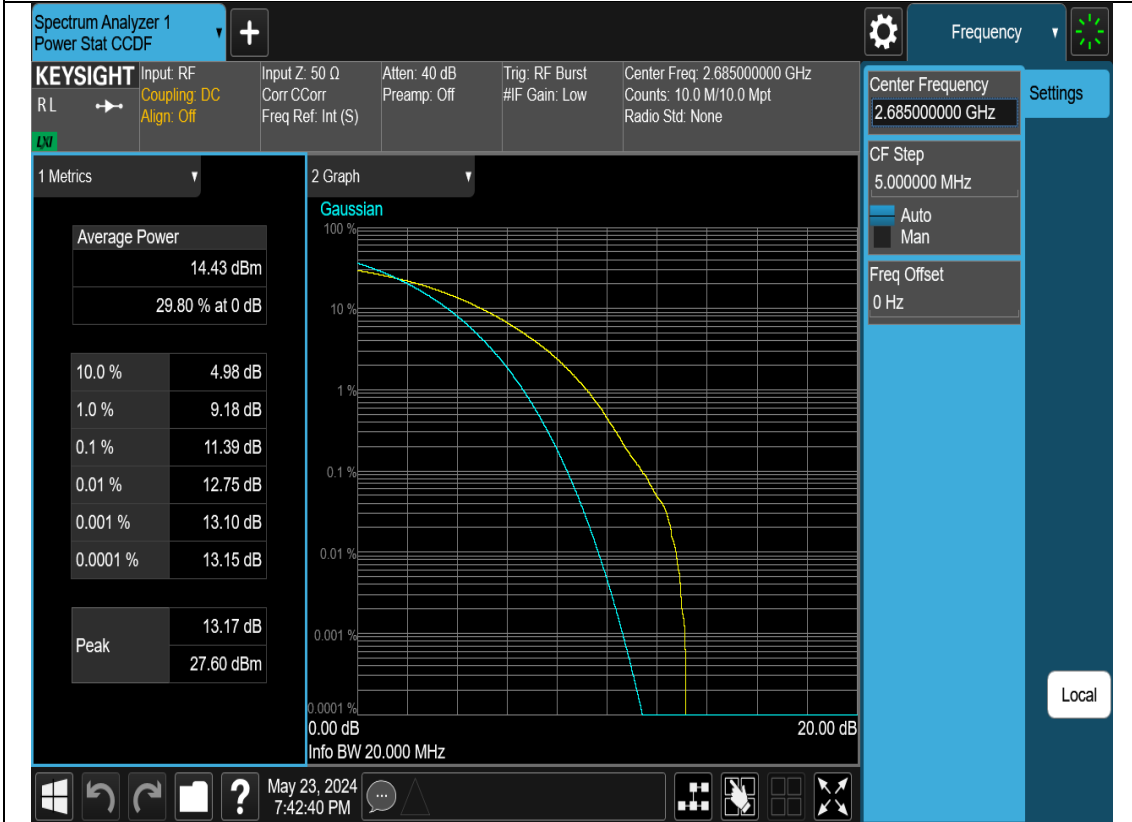 Spectrum Analyzer 1
Power Stat CCDF
Frequency
KEYSIGHT
RL
LXI
Input: RF
Coupling: DC
Align: Off
Input Z: 50 Ω
Corr CCorr
Freq Ref: Int (S)
Atten: 40 dB
Preamp: Off
Trig: RF Burst
#IF Gain: Low
Center Freq: 2.685000000 GHz
Counts: 10.0 M/10.0 Mpt
Radio Std: None
Center Frequency
2.685000000 GHz
Settings
CF Step
5.000000 MHz
Auto
Man
Freq Offset
0 Hz
1 Metrics
Average Power
14.43 dBm
29.80 % at 0 dB
10.0 % 4.98 dB
1.0 % 9.18 dB
0.1 % 11.39 dB
0.01 % 12.75 dB
0.001 % 13.10 dB
0.0001 % 13.15 dB
Peak
13.17 dB
27.60 dBm
2 Graph
Gaussian
100 %
10 %
1 %
0.1 %
0.01 %
0.001 %
0.0001 %
0.00 dB 20.00 dB
Info BW 20.000 MHz
Local
?
May 23, 2024
7:42:40 PM